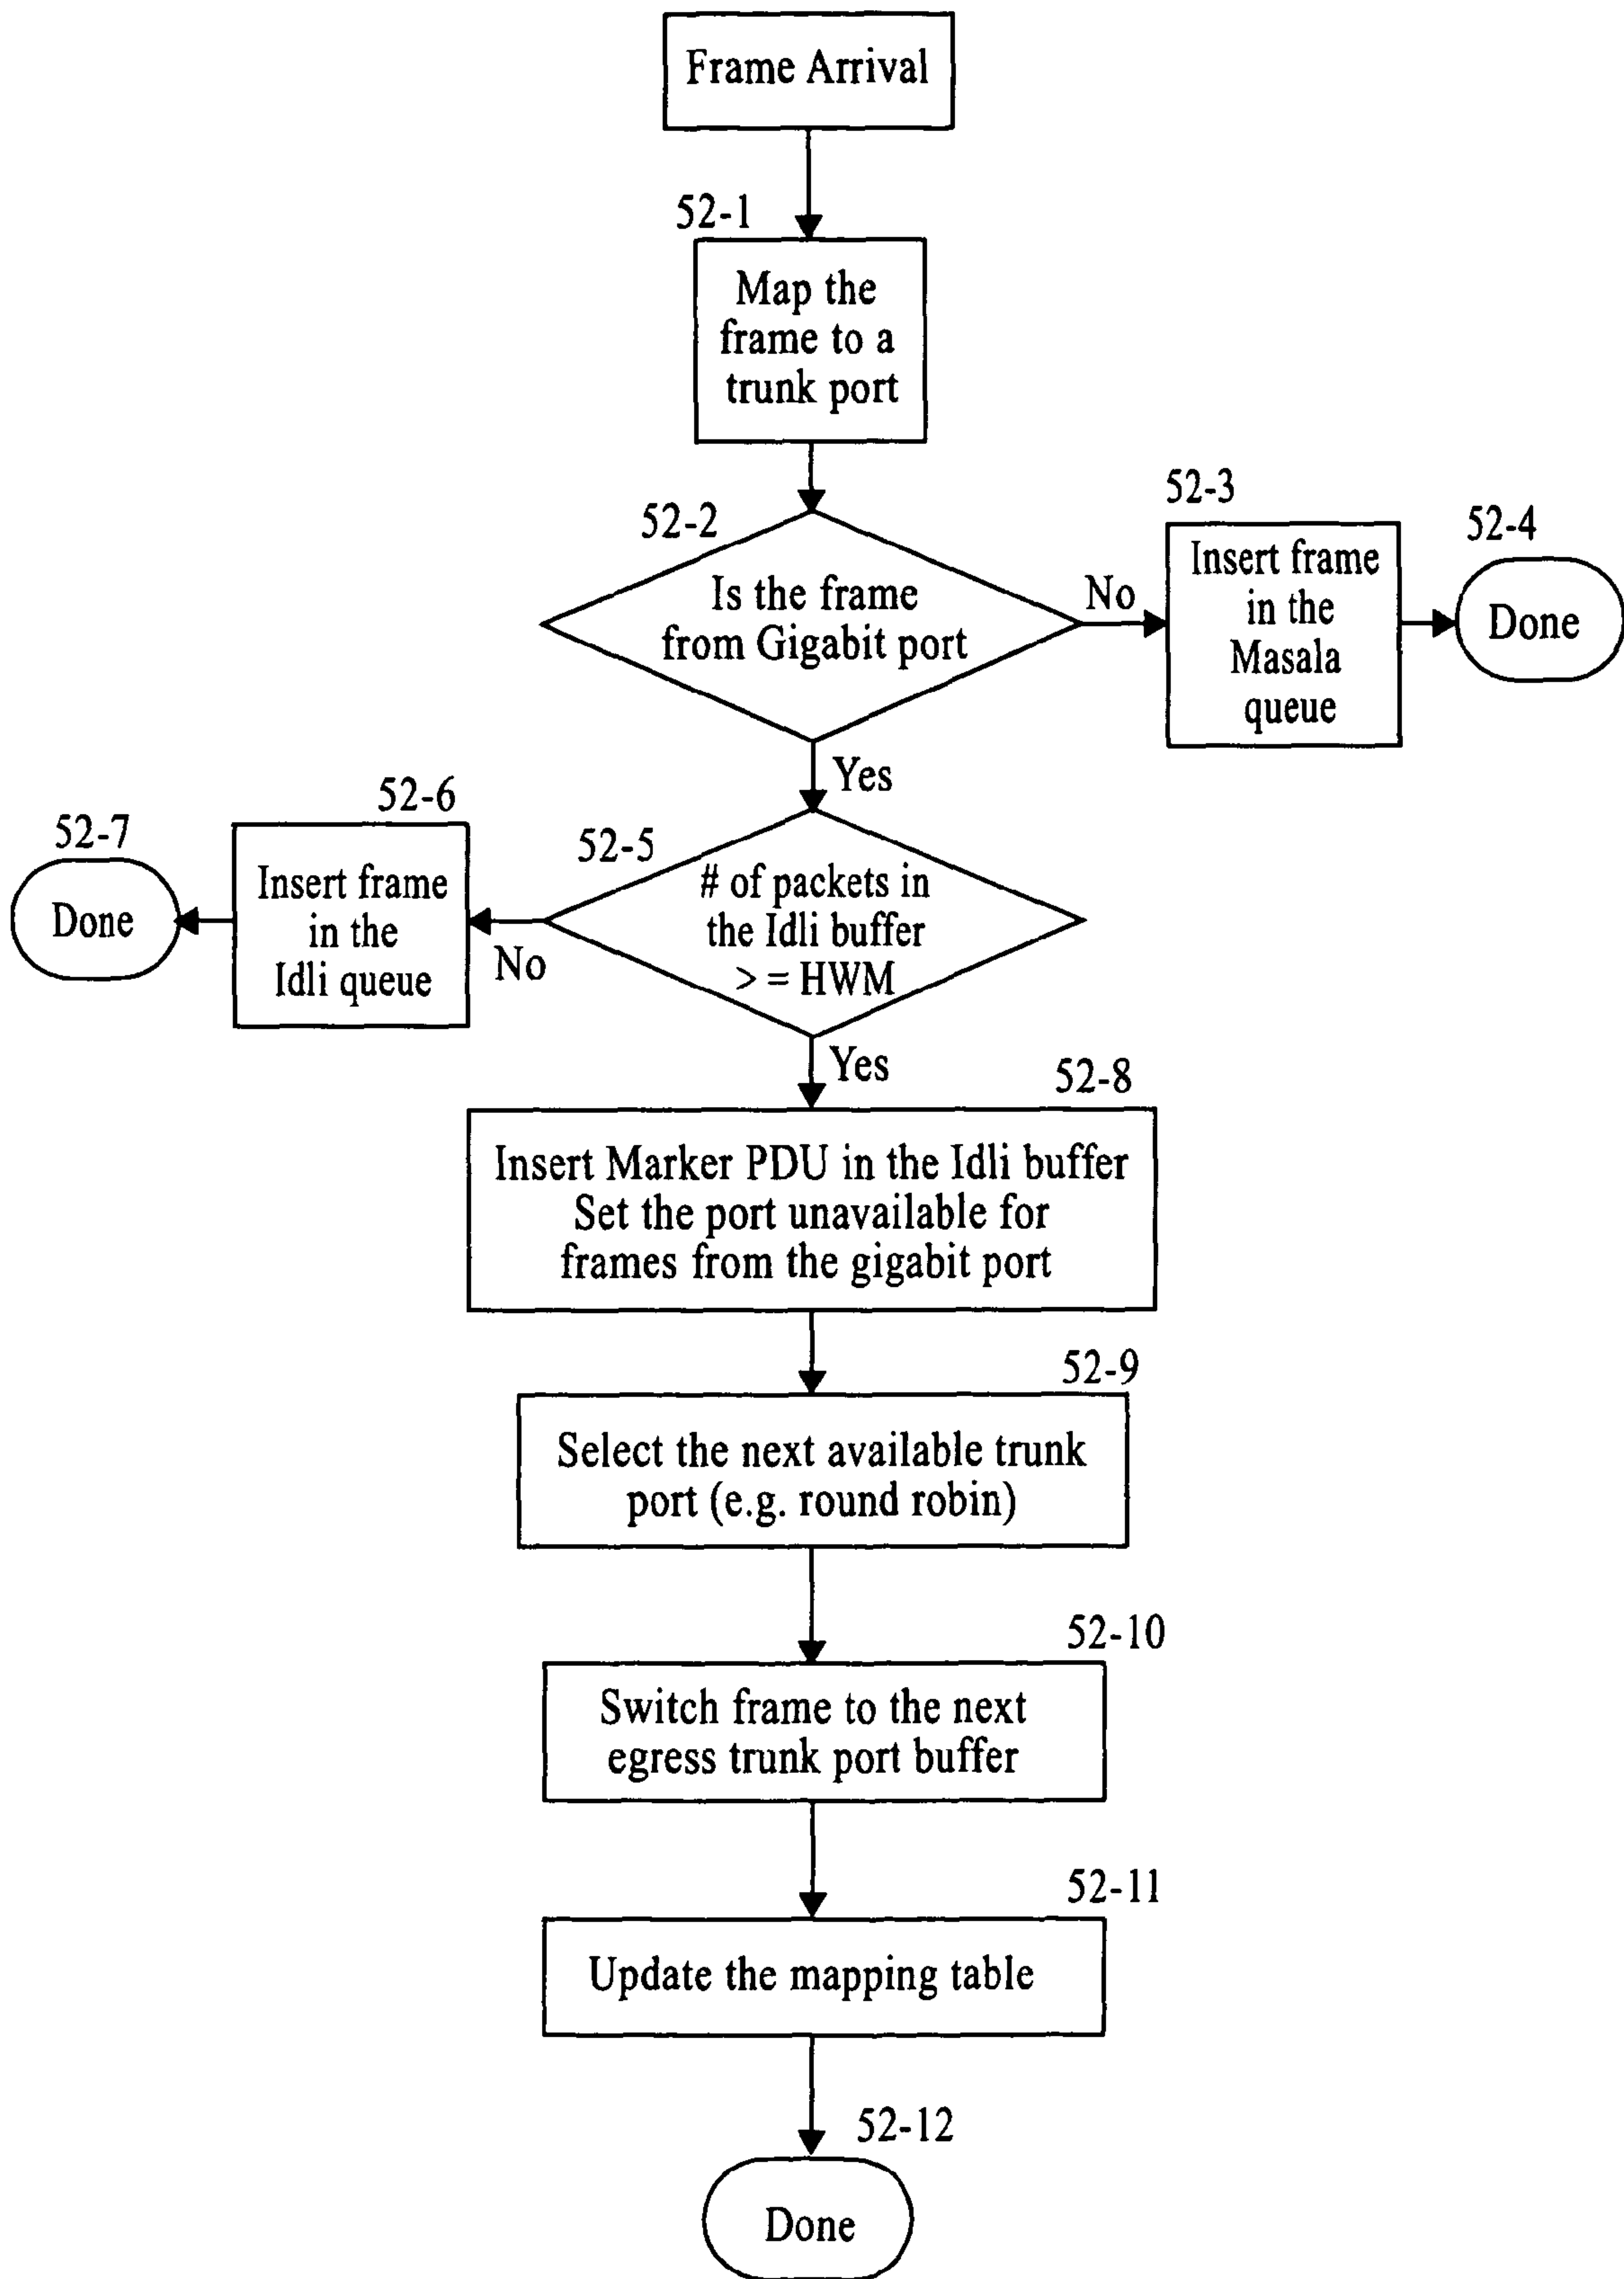 Frame Arrival
52-1
Map the
frame to a
trunk port
52-2
Is the frame
from Gigabit port
No
52-3
Insert frame
in the
Masala
queue
52-4
Done
Yes
52-5
# of packets in
the Idli buffer
> = HWM
No
52-6
Insert frame
in the
Idli queue
52-7
Done
Yes
52-8
Insert Marker PDU in the Idli buffer
Set the port unavailable for
frames from the gigabit port
52-9
Select the next available trunk
port (e.g. round robin)
52-10
Switch frame to the next
egress trunk port buffer
52-11
Update the mapping table
52-12
Done